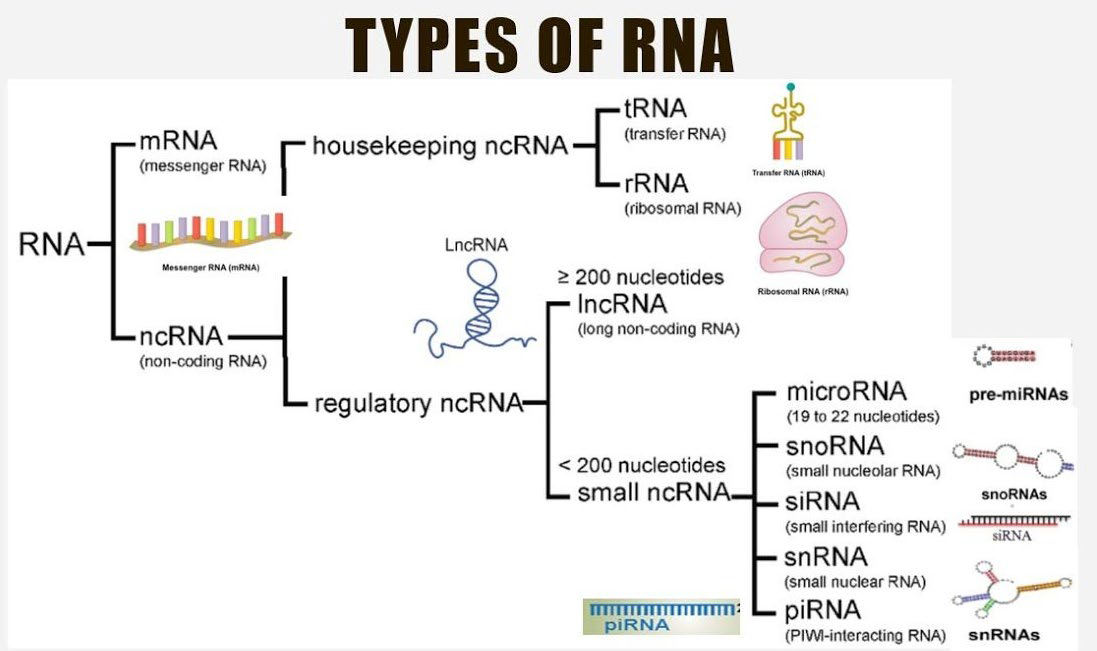 TYPES OF RNA
RNA
mRNA
(messenger RNA)
Messenger RNA (mRNA)
ncRNA
(non-coding RNA)
housekeeping ncRNA
tRNA
(transfer RNA)
Transfer RNA (tRNA)
rRNA
(ribosomal RNA)
Ribosomal RNA (rRNA)
regulatory ncRNA
LncRNA
≥ 200 nucleotides
lncRNA
(long non-coding RNA)
< 200 nucleotides
small ncRNA
microRNA
(19 to 22 nucleotides)
pre-miRNAs
snoRNA
(small nucleolar RNA)
snoRNAs
siRNA
(small interfering RNA)
siRNA
snRNA
(small nuclear RNA)
snRNAs
piRNA
(PIWI-interacting RNA)
piRNA